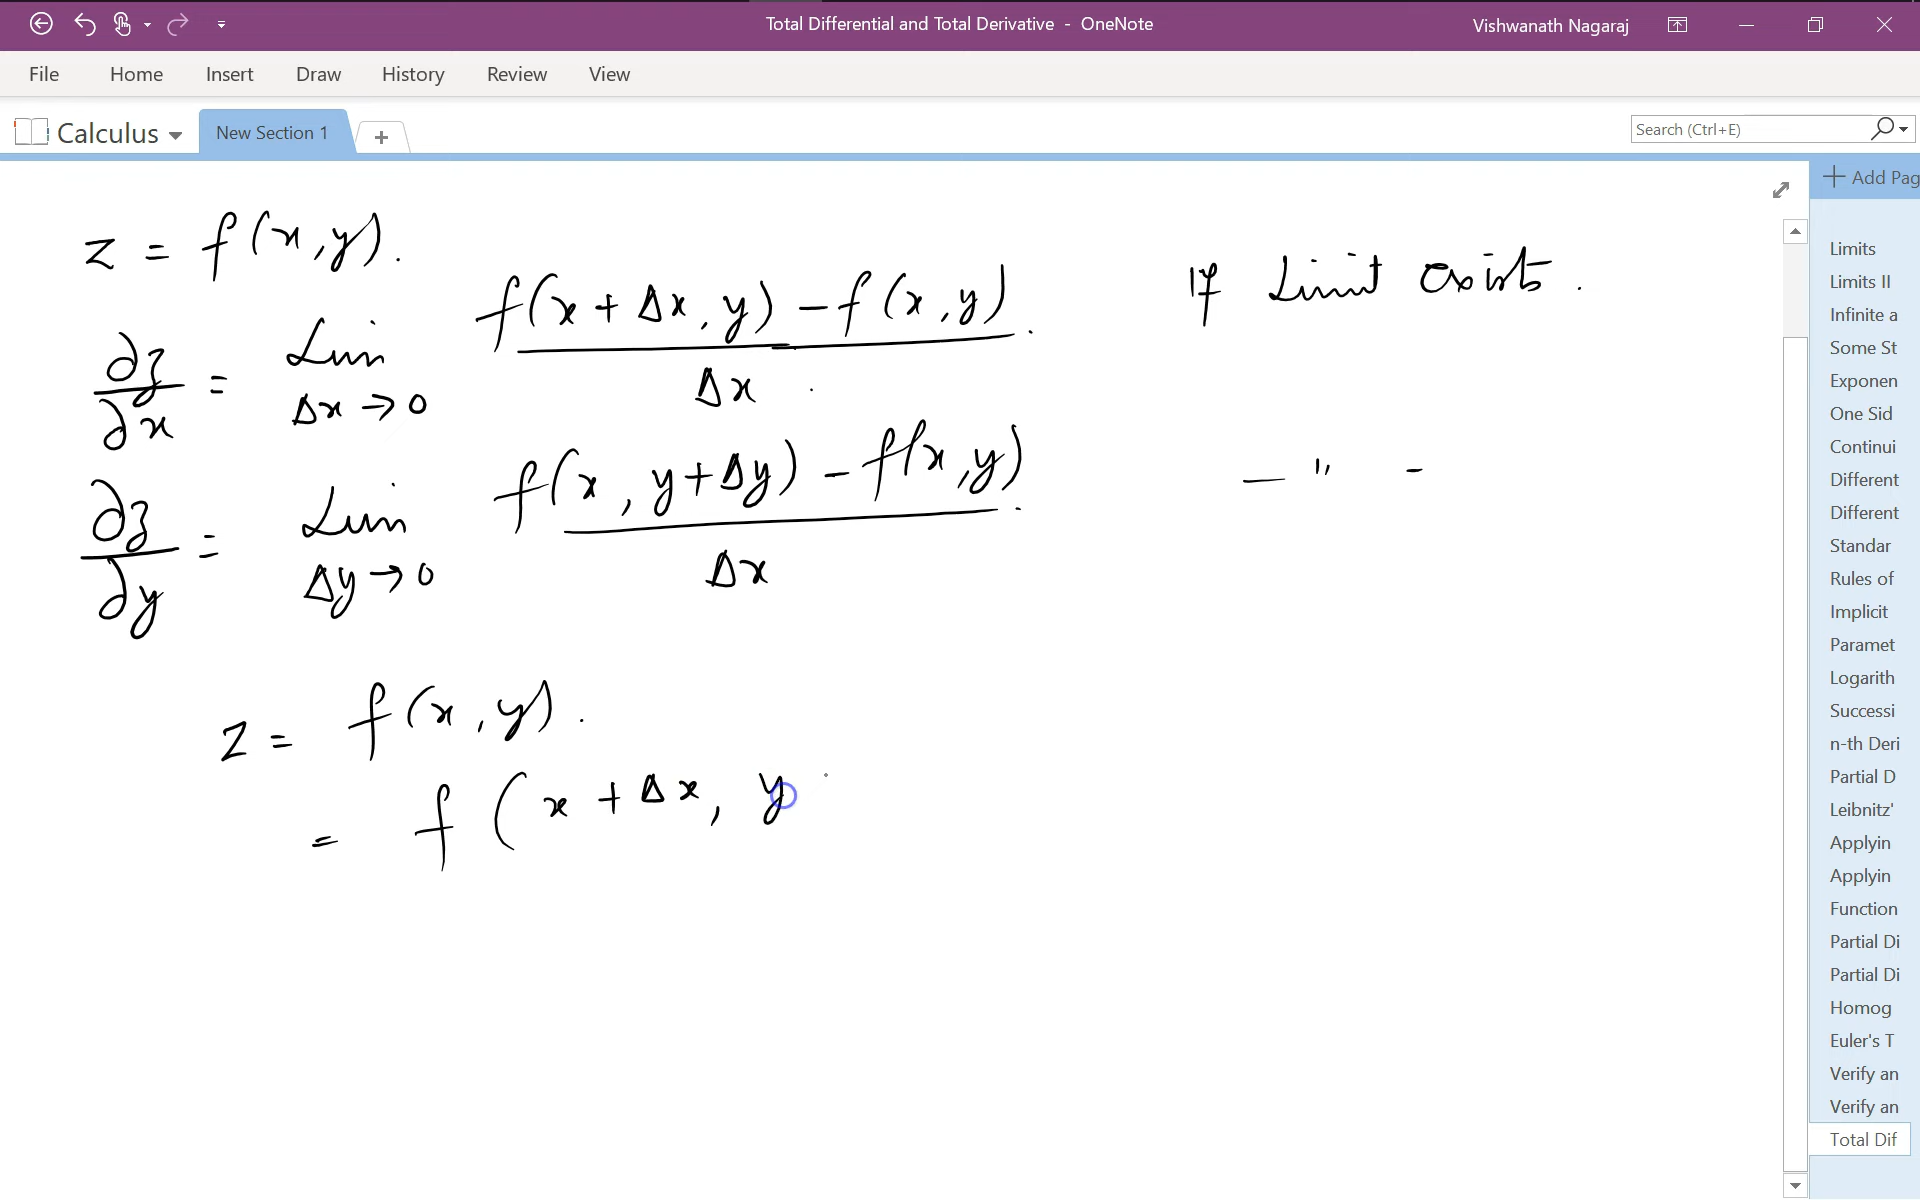 Total Differential and Total Derivative - OneNote
Vishwanath Nagaraj
File Home Insert Draw History Review View
Calculus
New Section 1
+
Search (Ctrl+E)
z = f(x,y).
∂z/∂x = Lim Δx→0 f(x+Δx, y) – f(x,y) / Δx.
If Limit exists.
∂z/∂y = Lim Δy→0 f(x, y+Δy) – f(x,y) / Δx
— " -
z = f(x,y).
= f(x+Δx, y
+ Add Pag
Limits
Limits II
Infinite a
Some St
Exponen
One Sid
Continui
Different
Different
Standar
Rules of
Implicit
Paramet
Logarith
Successi
n-th Deri
Partial D
Leibnitz'
Applyin
Applyin
Function
Partial Di
Partial Di
Homog
Euler's T
Verify an
Verify an
Total Dif